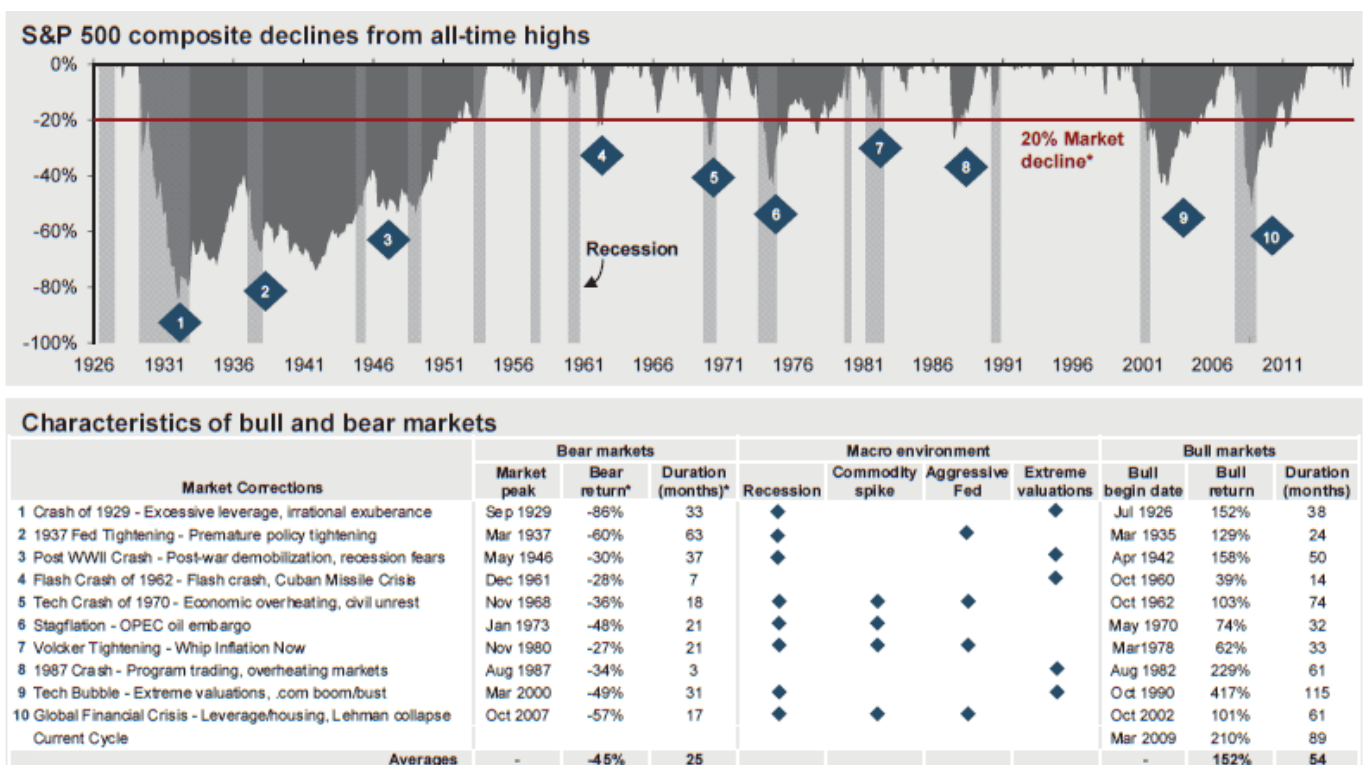 S&P 500 composite declines from all-time highs
0%
-20%
20% Market
decline*
-40%
-60%
-80%
-100%
Recession
1
2
3
4
5
6
7
8
9
10
1926 1931 1936 1941 1946 1951 1956 1961 1966 1971 1976 1981 1986 1991 1996 2001 2006 2011
Characteristics of bull and bear markets
Bear markets Macro environment Bull markets
Market Corrections Market peak Bear return* Duration (months)* Recession Commodity spike Aggressive Fed Extreme valuations Bull begin date Bull return Duration (months)
1 Crash of 1929 - Excessive leverage, irrational exuberance Sep 1929 -86% 33 Jul 1926 152% 38
2 1937 Fed Tightening - Premature policy tightening Mar 1937 -60% 63 Mar 1935 129% 24
3 Post WWII Crash - Post-war demobilization, recession fears May 1946 -30% 37 Apr 1942 158% 50
4 Flash Crash of 1962 - Flash crash, Cuban Missile Crisis Dec 1961 -28% 7 Oct 1960 39% 14
5 Tech Crash of 1970 - Economic overheating, civil unrest Nov 1968 -36% 18 Oct 1962 103% 74
6 Stagflation - OPEC oil embargo Jan 1973 -48% 21 May 1970 74% 32
7 Volcker Tightening - Whip Inflation Now Nov 1980 -27% 21 Mar1978 62% 33
8 1987 Crash - Program trading, overheating markets Aug 1987 -34% 3 Aug 1982 229% 61
9 Tech Bubble - Extreme valuations, .com boom/bust Mar 2000 -49% 31 Oct 1990 417% 115
10 Global Financial Crisis - Leverage/housing, Lehman collapse Oct 2007 -57% 17 Oct 2002 101% 61
Current Cycle Mar 2009 210% 89
Averages - -45% 25 - 152% 54